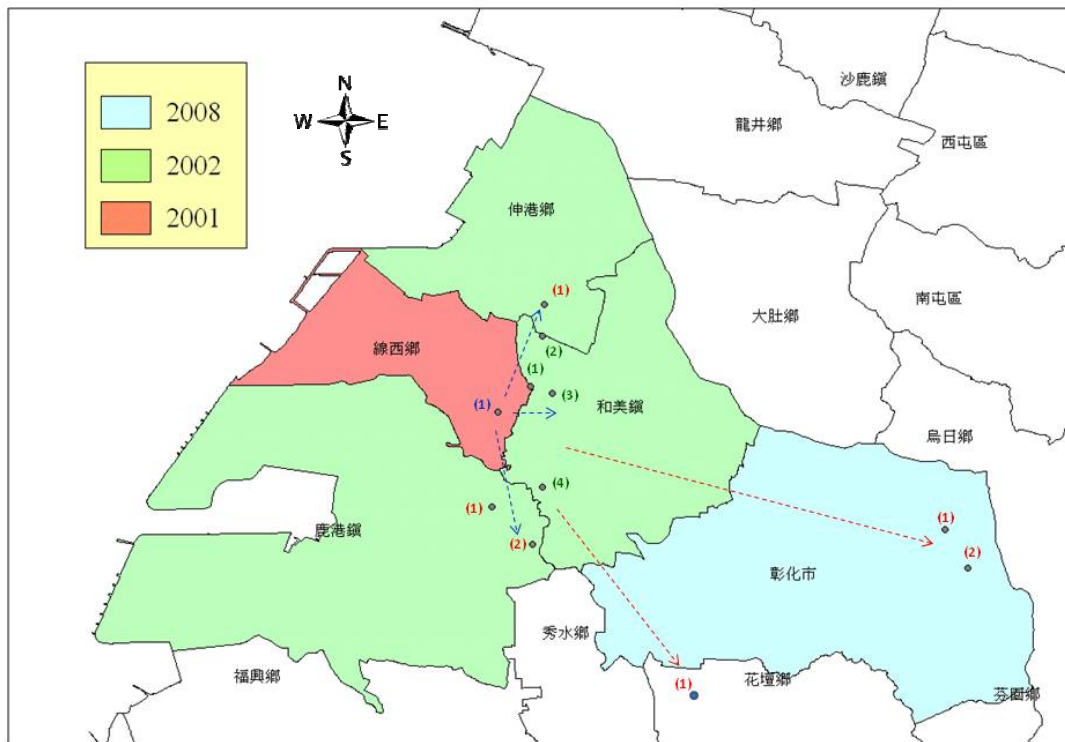 沙鹿鎮
2008
N
龍井鄉
W E
西屯區
2002
S
2001
伸港鄉
(1)
大肚鄉
南屯區
線西鄉
(2)
(1)
(3)
(1)
和美鎮
烏日鄉
(4)
(1)
鹿港鎮
(1)
(2)
(2)
彰化市
秀水鄉
福興鄉
(1)
花壇鄉
芬園鄉